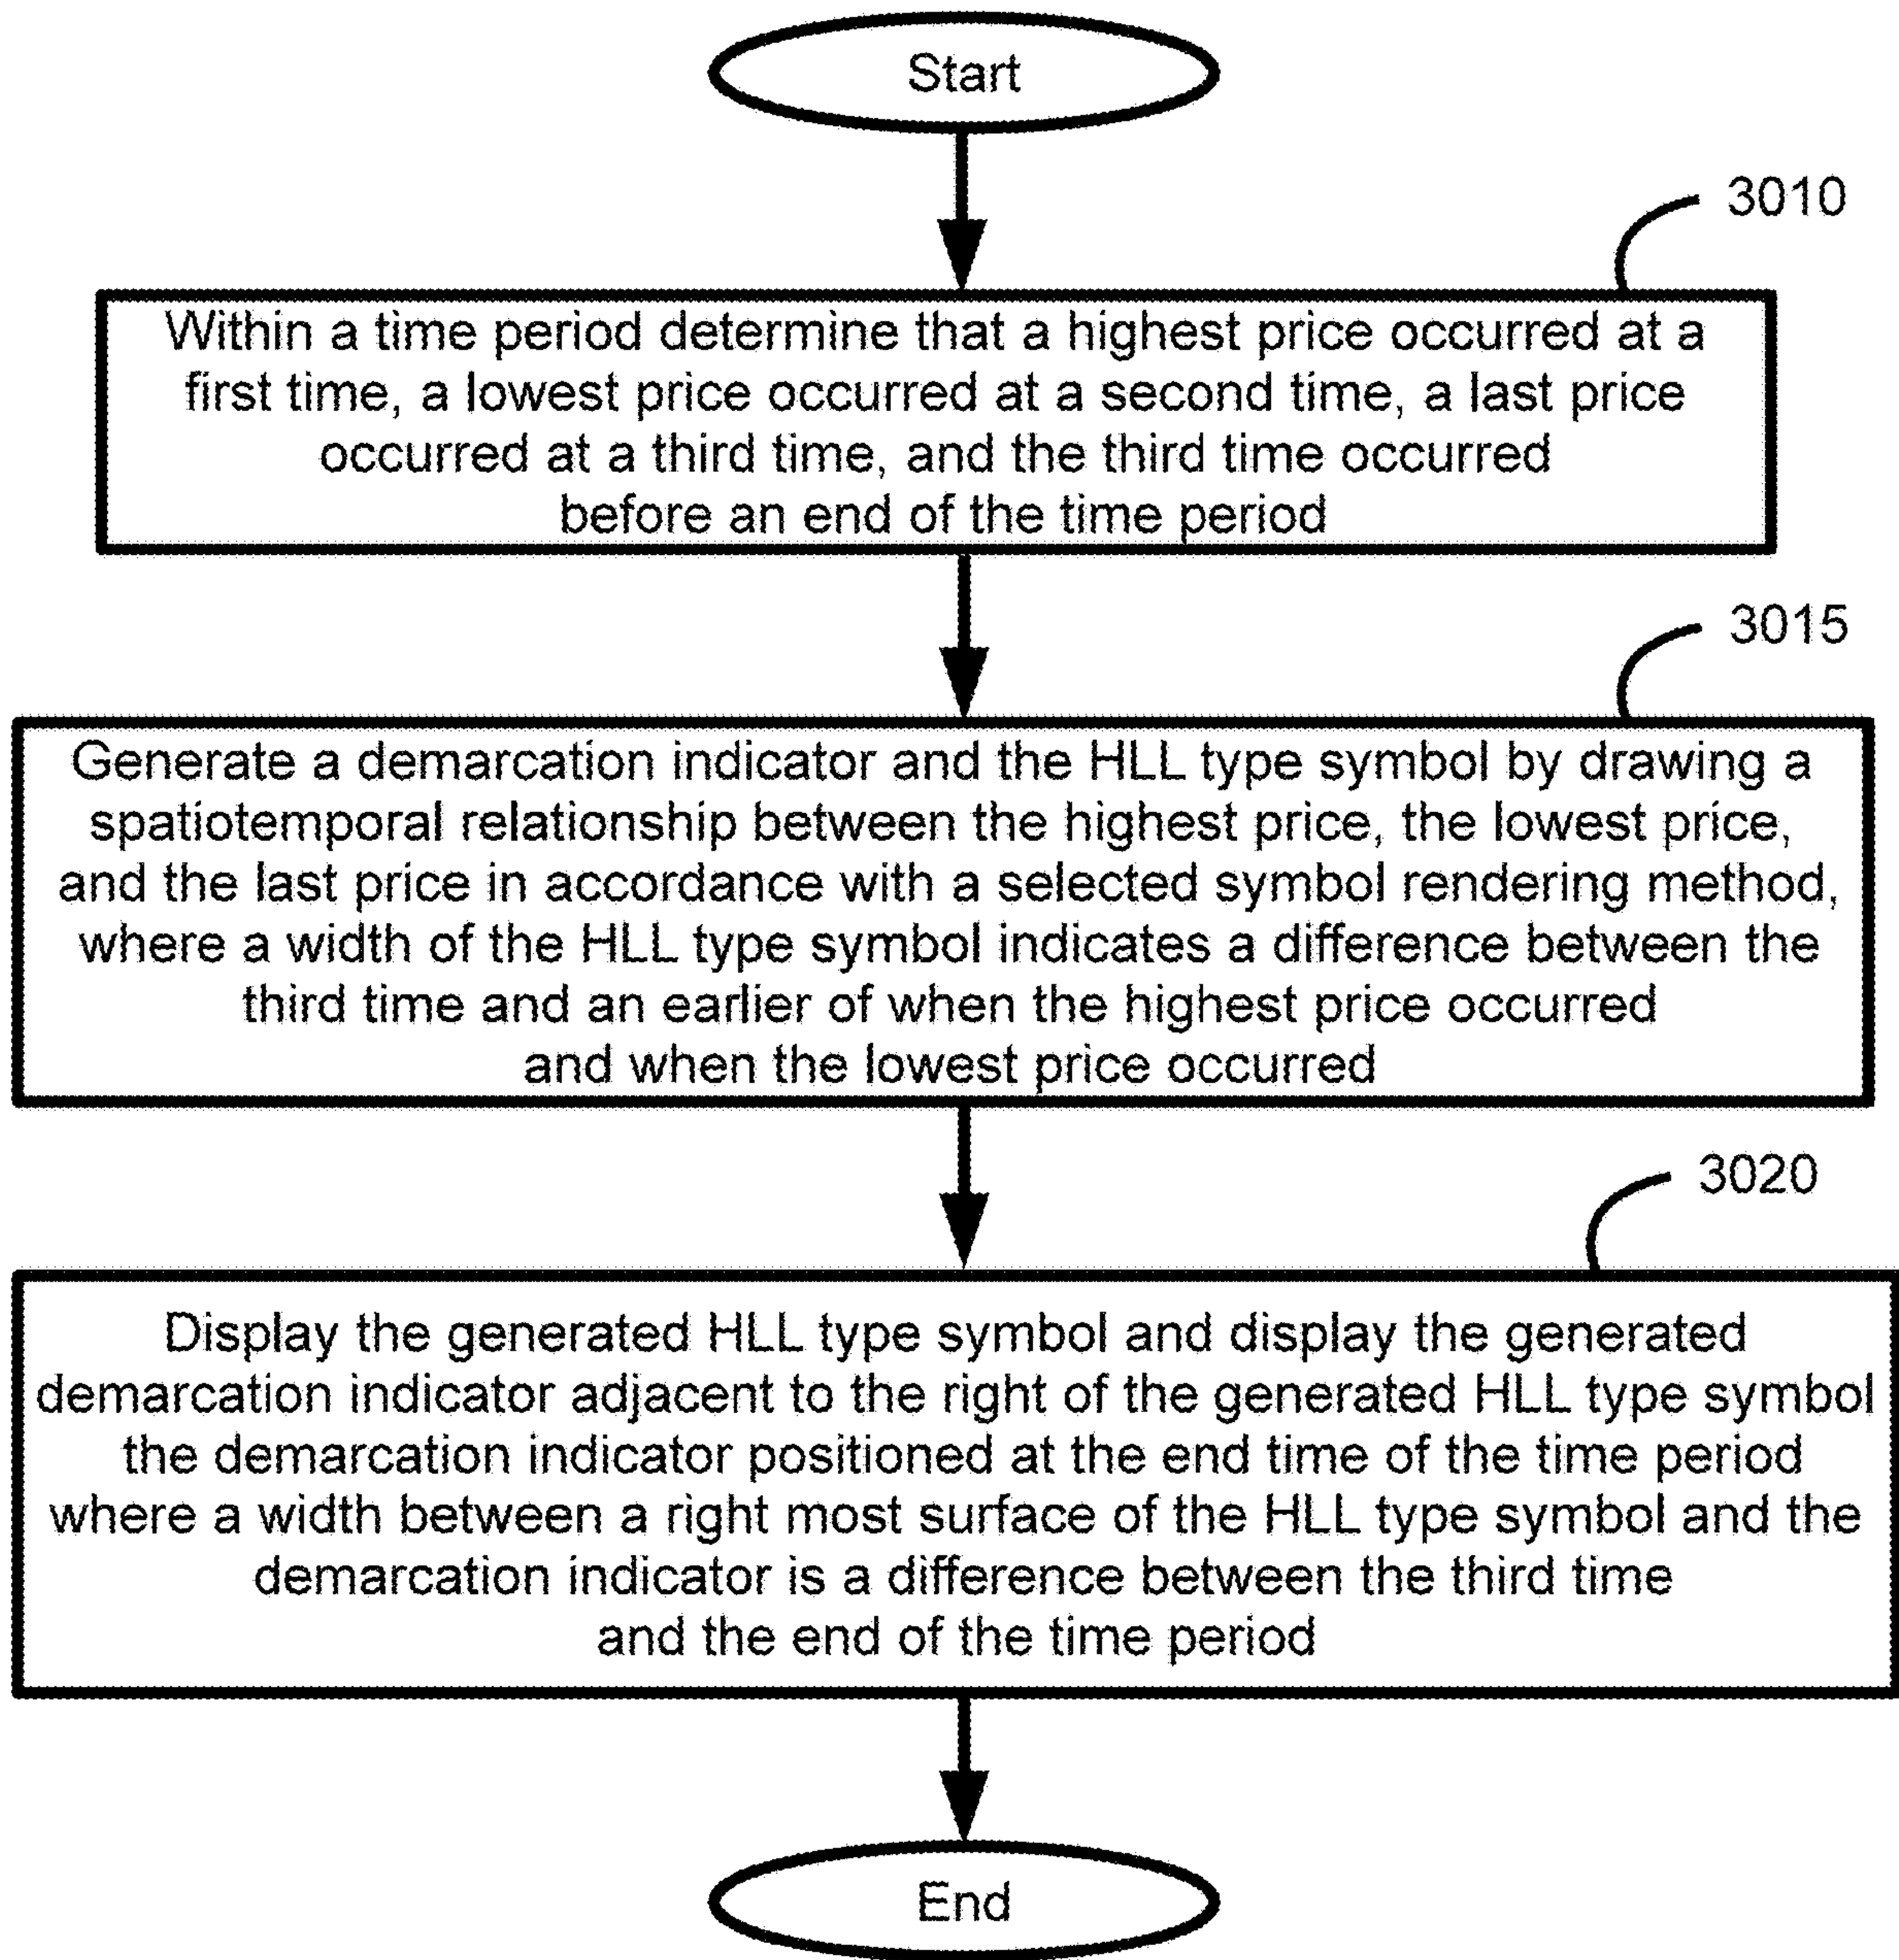 Start
3010
Within a time period determine that a highest price occurred at a
first time, a lowest price occurred at a second time, a last price
occurred at a third time, and the third time occurred
before an end of the time period
3015
Generate a demarcation indicator and the HLL type symbol by drawing a
spatiotemporal relationship between the highest price, the lowest price,
and the last price in accordance with a selected symbol rendering method,
where a width of the HLL type symbol indicates a difference between the
third time and an earlier of when the highest price occurred
and when the lowest price occurred
3020
Display the generated HLL type symbol and display the generated
demarcation indicator adjacent to the right of the generated HLL type symbol
the demarcation indicator positioned at the end time of the time period
where a width between a right most surface of the HLL type symbol and the
demarcation indicator is a difference between the third time
and the end of the time period
End